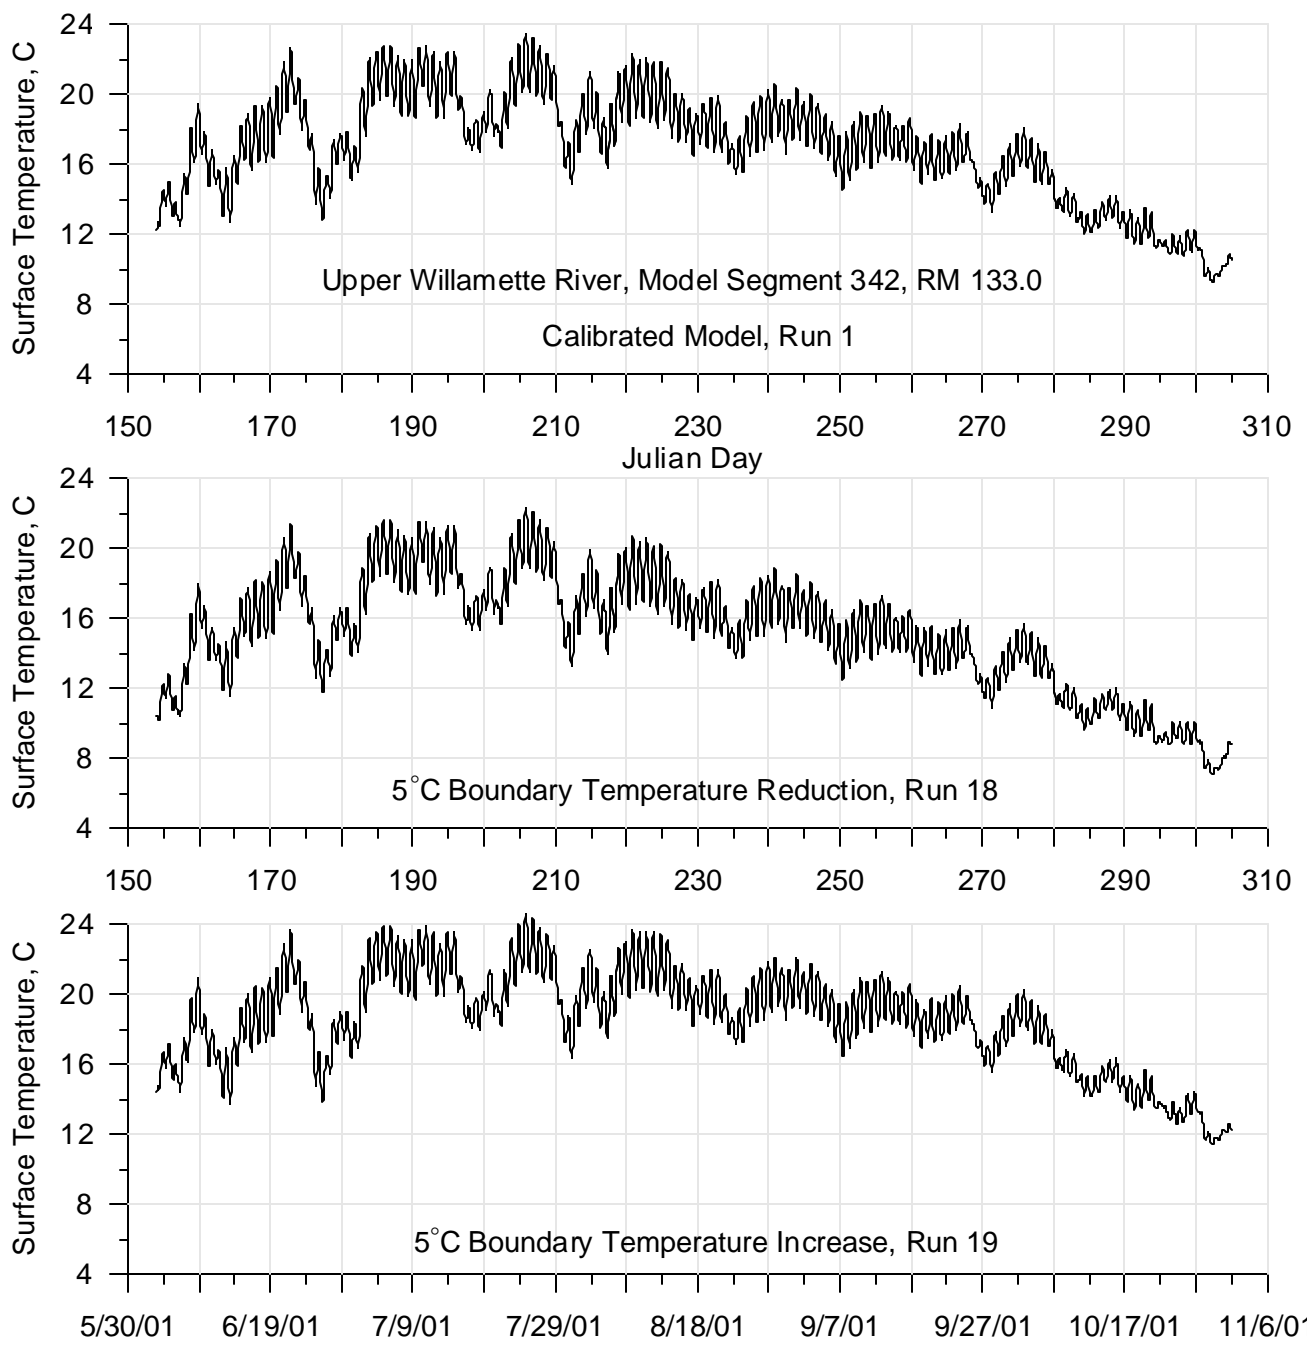 24
20
16
12
8
4
Surface Temperature, C
Upper Willamette River, Model Segment 342, RM 133.0
Calibrated Model, Run 1
150 170 190 210 230 250 270 290 310
Julian Day
24
20
16
12
8
4
Surface Temperature, C
5°C Boundary Temperature Reduction, Run 18
150 170 190 210 230 250 270 290 310
24
20
16
12
8
4
Surface Temperature, C
5°C Boundary Temperature Increase, Run 19
5/30/01 6/19/01 7/9/01 7/29/01 8/18/01 9/7/01 9/27/01 10/17/01 11/6/01